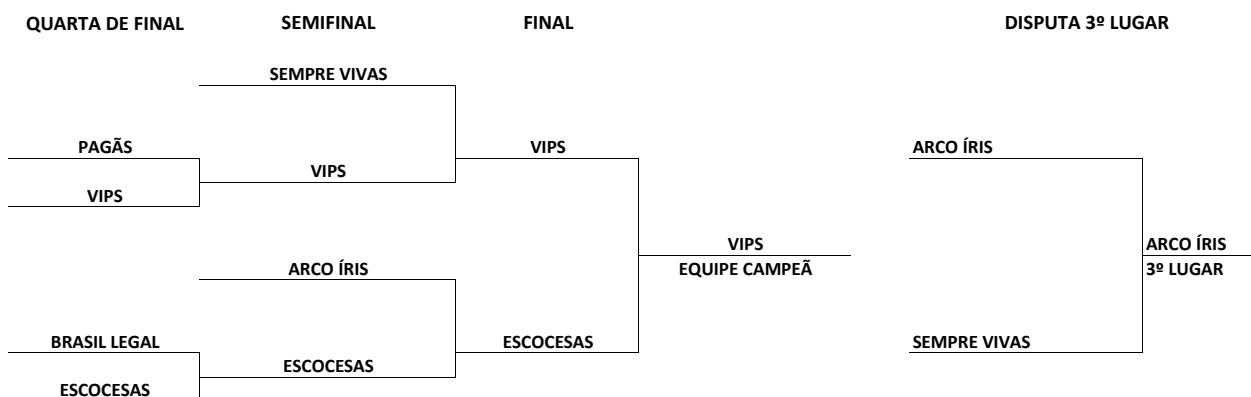 QUARTA DE FINAL SEMIFINAL FINAL DISPUTA 3º LUGAR
SEMPRE VIVAS
PAGÃS VIPS ARCO ÍRIS
VIPS
VIPS
VIPS ARCO ÍRIS
ARCO ÍRIS EQUIPE CAMPEÃ 3º LUGAR
BRASIL LEGAL ESCOCESAS SEMPRE VIVAS
ESCOCESAS
ESCOCESAS